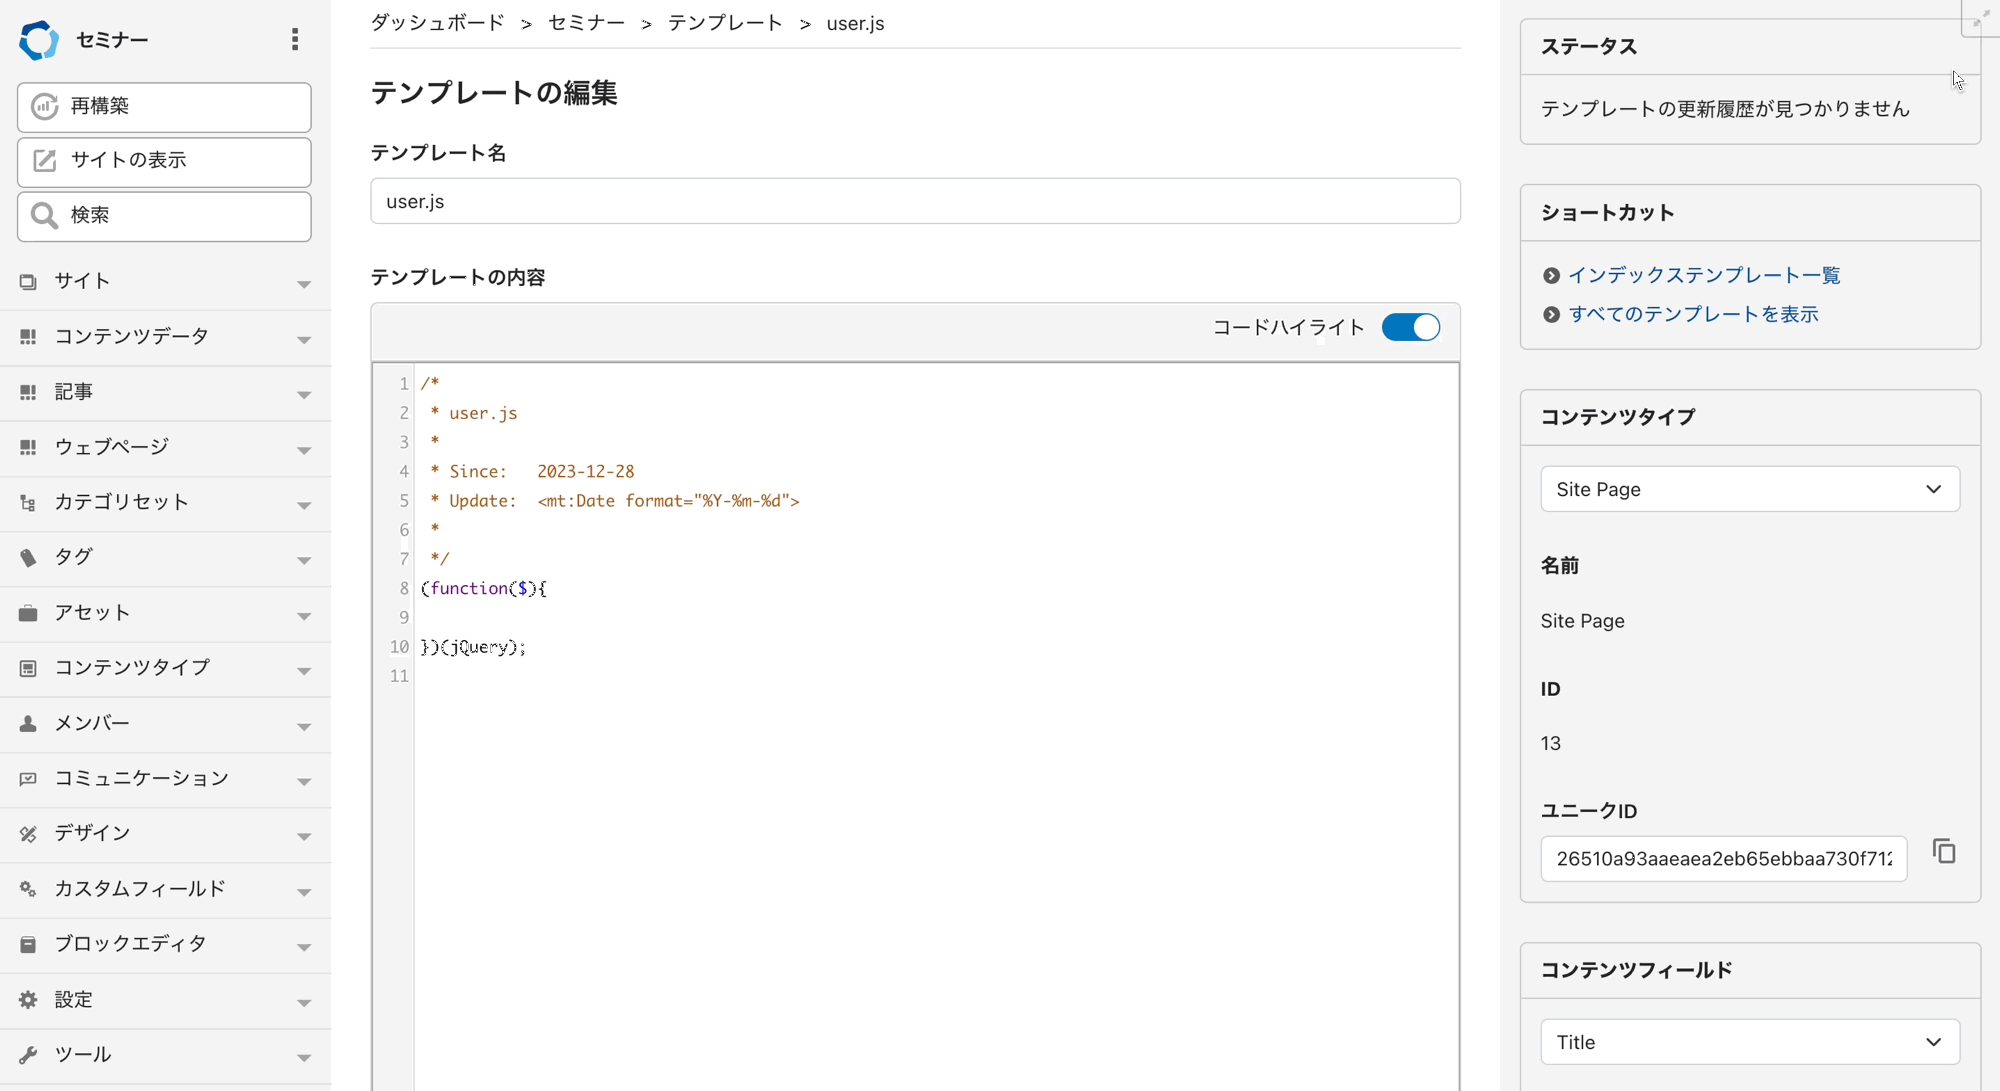 セミナー
再構築
サイトの表示
検索
サイト
コンテンツデータ
記事
ウェブページ
カテゴリセット
タグ
アセット
コンテンツタイプ
メンバー
コミュニケーション
デザイン
カスタムフィールド
ブロックエディタ
設定
ツール
ダッシュボード > セミナー > テンプレート > user.js
テンプレートの編集
テンプレート名
user.js
テンプレートの内容
コードハイライト
1 /*
2  * user.js
3  *
4  * Since:   2023-12-28
5  * Update:  <mt:Date format="%Y-%m-%d">
6  *
7  */
8 (function($){
9
10 })(jQuery);
11
ステータス
テンプレートの更新履歴が見つかりません
ショートカット
インデックステンプレート一覧
すべてのテンプレートを表示
コンテンツタイプ
Site Page
名前
Site Page
ID
13
ユニークID
26510a93aaeaea2eb65ebbaa730f712
コンテンツフィールド
Title